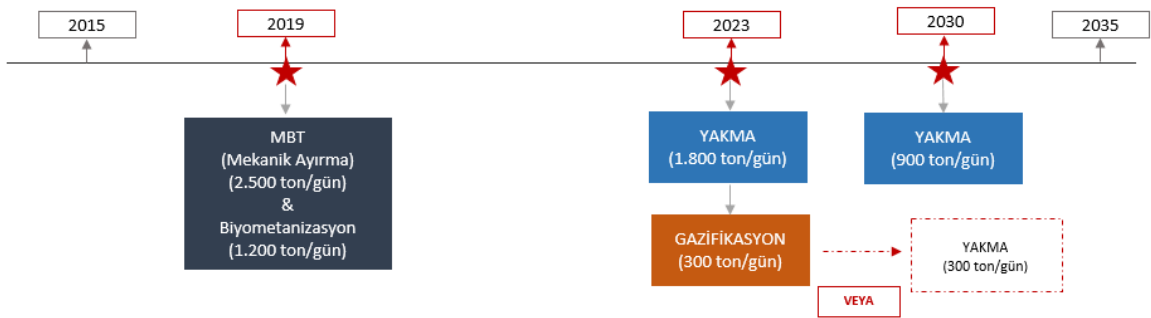 2015
2019
2023
2030
2035
MBT
(Mekanik Ayırma)
(2.500 ton/gün)
&
Biyometanizasyon
(1.200 ton/gün)
YAKMA
(1.800 ton/gün)
YAKMA
(900 ton/gün)
GAZİFİKASYON
(300 ton/gün)
YAKMA
(300 ton/gün)
VEYA